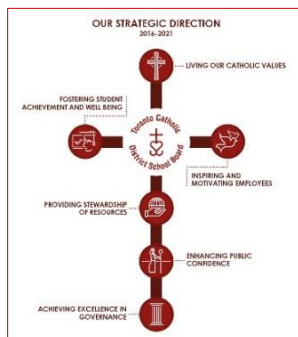 OUR STRATEGIC DIRECTION
2016-2021
LIVING OUR CATHOLIC VALUES
FOSTERING STUDENT
ACHIEVEMENT AND WELL BEING
Toronto Catholic
District School Board
INSPIRING AND
MOTIVATING EMPLOYEES
PROVIDING STEWARDSHIP
OF RESOURCES
ENHANCING PUBLIC
CONFIDENCE
ACHIEVING EXCELLENCE IN
GOVERNANCE